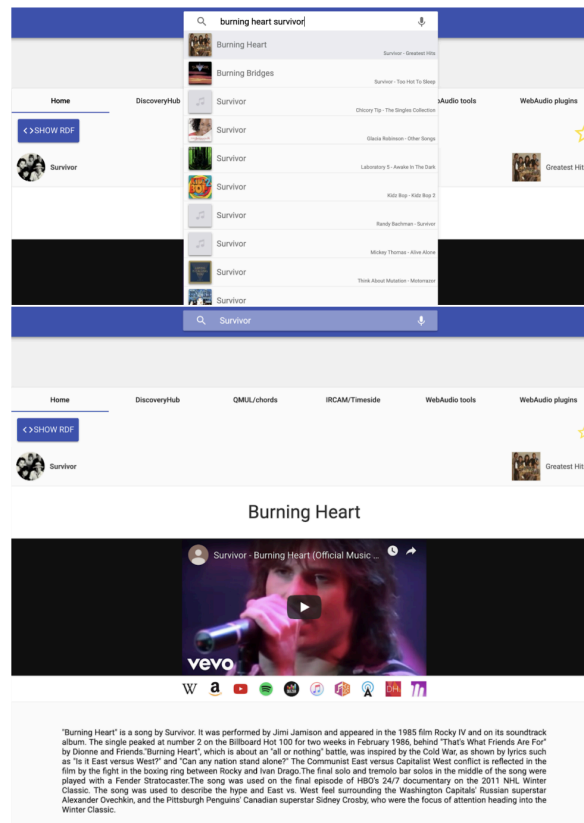 burning heart survivor
Burning Heart
Survivor - Greatest Hits
Burning Bridges
Survivor - Too Hot To Sleep
Home
DiscoveryHub
Audio tools
WebAudio plugins
Survivor
Chicory Tip - The Singles Collection
<>SHOW RDF
Survivor
Glacia Robinson - Other Songs
Survivor
Greatest Hit
Survivor
Laboratory 5 - Awake In The Dark
Survivor
Kidz Bop - Kidz Bop 2
Survivor
Randy Bachman - Survivor
Survivor
Mickey Thomas - Alive Alone
Survivor
Think About Mutation - Motorrazor
Survivor
Survivor
Home
DiscoveryHub
QMUL/chords
IRCAM/Timeside
WebAudio tools
WebAudio plugins
<>SHOW RDF
Survivor
Greatest Hit
Burning Heart
Survivor - Burning Heart (Official Music ...
vevo
"Burning Heart" is a song by Survivor. It was performed by Jimi Jamison and appeared in the 1985 film Rocky IV and on its soundtrack
album. The single peaked at number 2 on the Billboard Hot 100 for two weeks in February 1986, behind "That's What Friends Are For"
by Dionne and Friends."Burning Heart", which is about an "all or nothing" battle, was inspired by the Cold War, as shown by lyrics such
as "Is it East versus West?" and "Can any nation stand alone?" The Communist East versus Capitalist West conflict is reflected in the
film by the fight in the boxing ring between Rocky and Ivan Drago.The final solo and tremolo bar solos in the middle of the song were
played with a Fender Stratocaster.The song was used on the final episode of HBO's 24/7 documentary on the 2011 NHL Winter
Classic. The song was used to describe the hype and East vs. West feel surrounding the Washington Capitals' Russian superstar
Alexander Ovechkin, and the Pittsburgh Penguins' Canadian superstar Sidney Crosby, who were the focus of attention heading into the
Winter Classic.